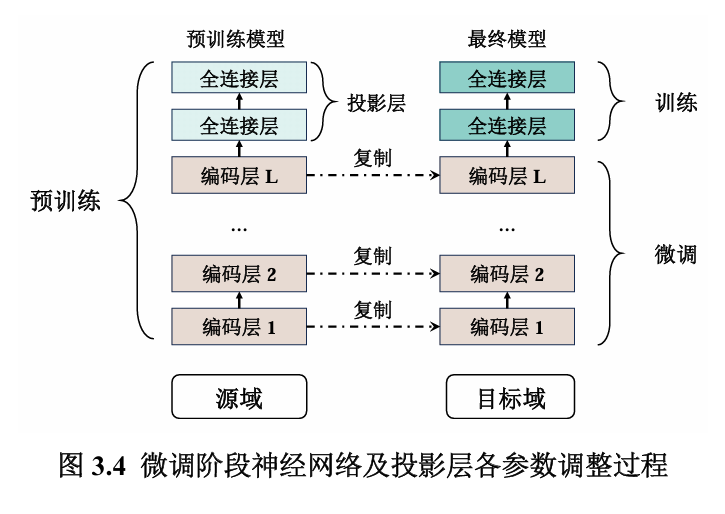 预训练模型
最终模型
全连接层
全连接层
投影层
训练
全连接层
全连接层
编码层 L
复制
编码层 L
预训练
...
...
微调
编码层 2
复制
编码层 2
编码层 1
复制
编码层 1
源域
目标域
图 3.4 微调阶段神经网络及投影层各参数调整过程